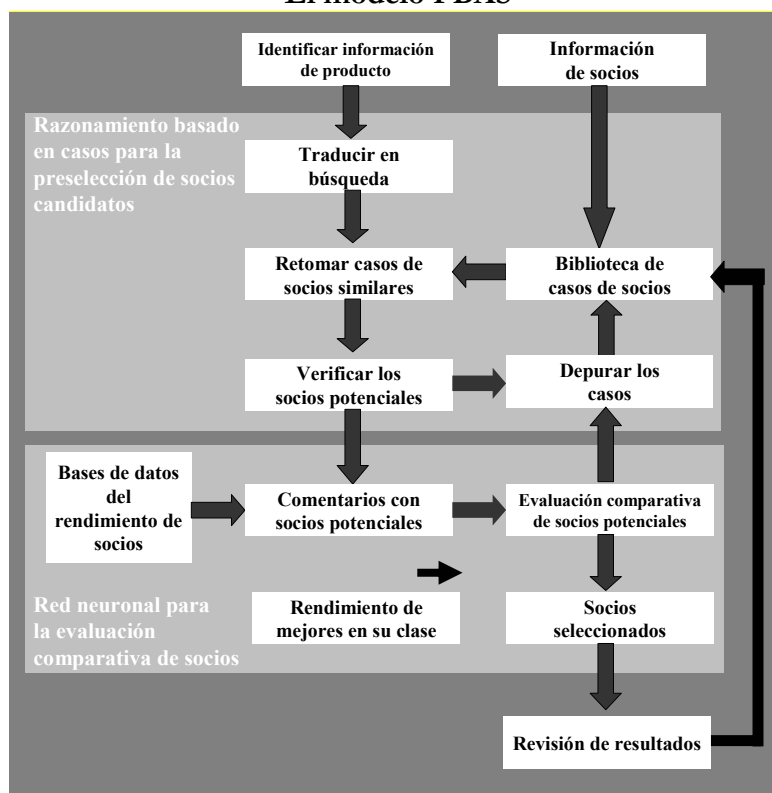 El modelo PBAS
Identificar información
de producto
Información
de socios
Razonamiento basado
en casos para la
preselección de socios
candidatos
Traducir en
búsqueda
Retomar casos de
socios similares
Biblioteca de
casos de socios
Verificar los
socios potenciales
Depurar los
casos
Bases de datos
del
rendimiento de
socios
Comentarios con
socios potenciales
Evaluación comparativa
de socios potenciales
Red neuronal para
la evaluación
comparativa de socios
Rendimiento de
mejores en su clase
Socios
seleccionados
Revisión de resultados